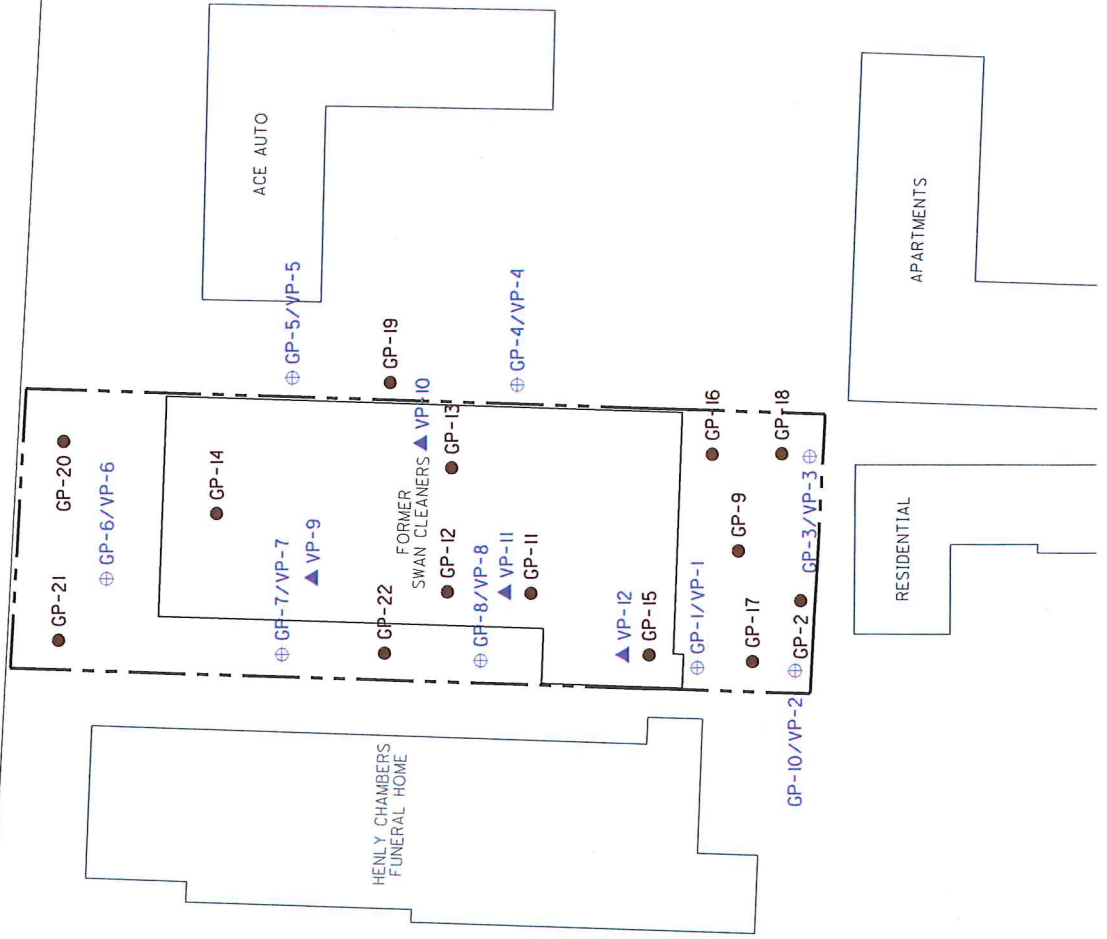 ACE AUTO
GP-5/VP-5
GP-19
GP-4/VP-4
APARTMENTS
GP-20
GP-6/VP-6
GP-21
GP-14
VP-10
GP-13
FORMER
SWAN CLEANERS
VP-9
GP-7/VP-7
GP-12
GP-22
GP-8/VP-8
VP-11
GP-11
VP-12
GP-15
GP-16
GP-18
GP-9
GP-1/VP-1
GP-3/VP-3
GP-17
GP-2
GP-10/VP-2
RESIDENTIAL
HENLY CHAMBERS
FUNERAL HOME